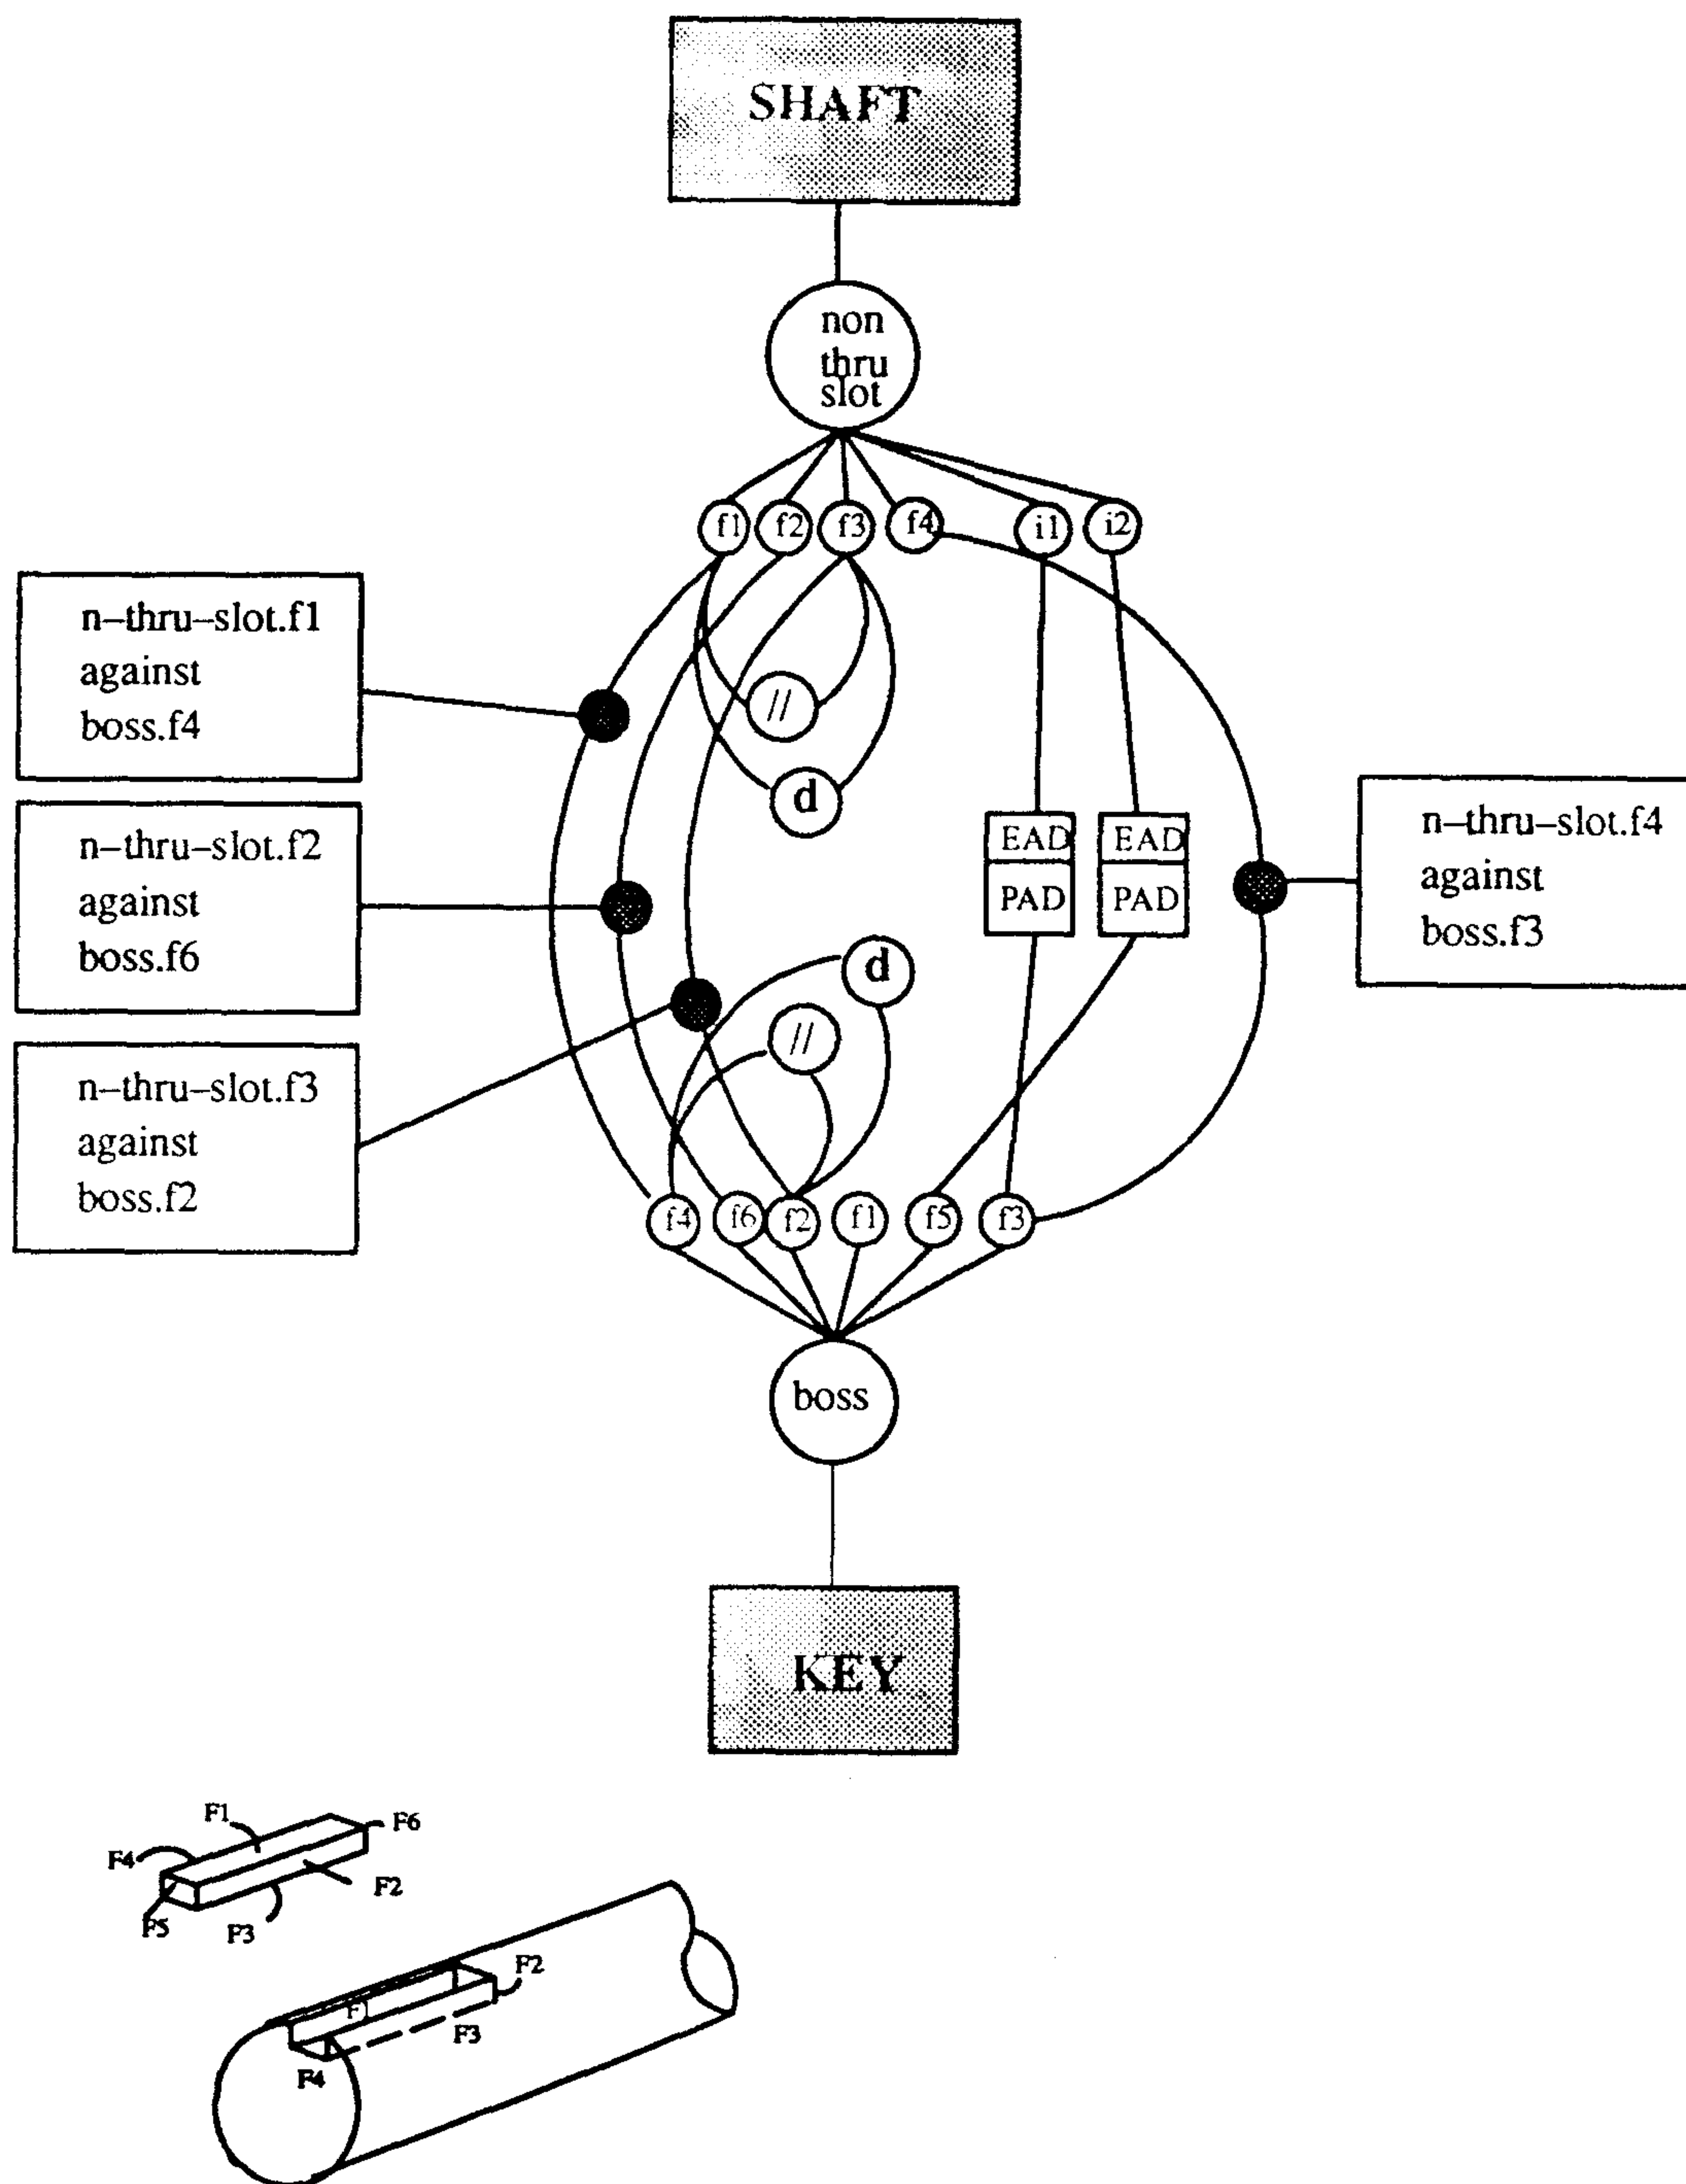 SHAFT
non
thru
slot
f1 f2 f3 f4 i1 i2
n–thru–slot.f1
against
boss.f4
//
d
n–thru–slot.f2
against
boss.f6
EAD EAD
PAD PAD
n–thru–slot.f4
against
boss.f3
d
//
n–thru–slot.f3
against
boss.f2
f4 f6 f2 f1 f5 f3
boss
KEY
F1
F6
F4
F2
F5
F3
F2
F1
F3
F4